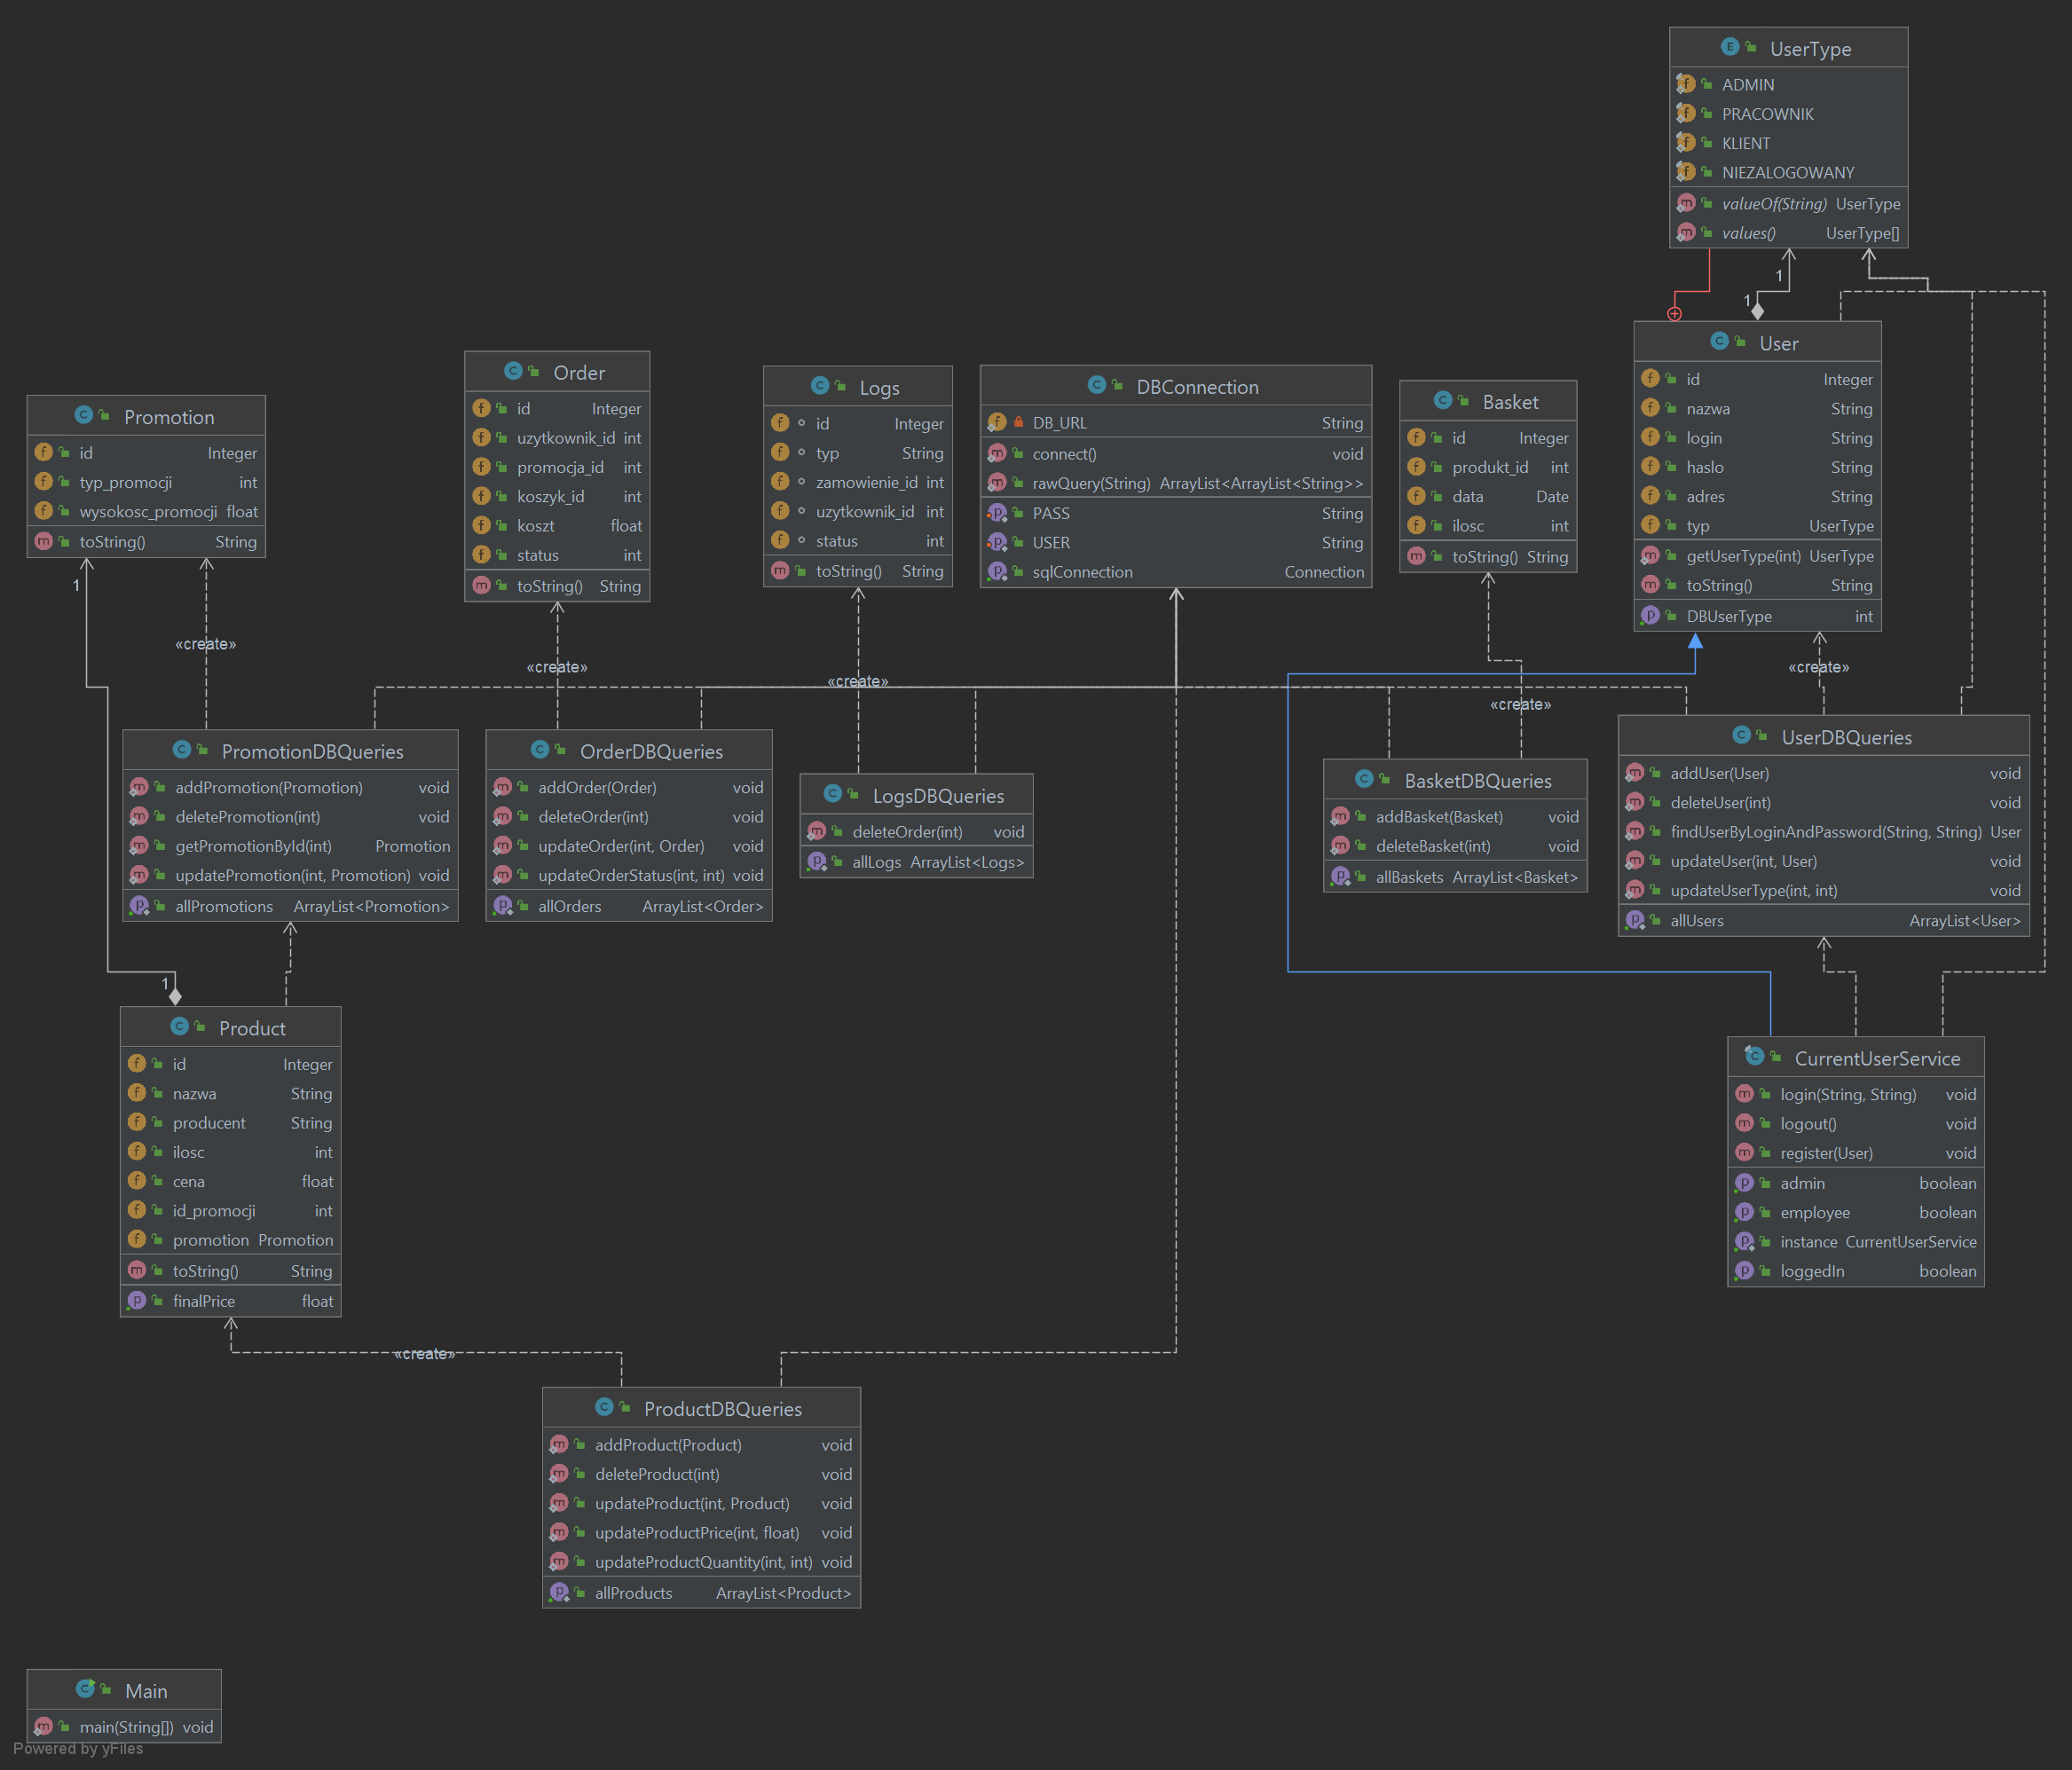 UserType
ADMIN
PRACOWNIK
KLIENT
NIEZALOGOWANY
valueOf(String) UserType
values() UserType[]
1
1
User
id Integer
nazwa String
login String
haslo String
adres String
typ UserType
getUserType(int) UserType
toString() String
DBUserType int
Order
id Integer
uzytkownik_id int
promocja_id int
koszyk_id int
koszt float
status int
toString() String
Logs
id Integer
typ String
zamowienie_id int
uzytkownik_id int
status int
toString() String
DBConnection
DB_URL String
connect() void
rawQuery(String) ArrayList<ArrayList<String>>
PASS String
USER String
sqlConnection Connection
Basket
id Integer
produkt_id int
data Date
ilosc int
toString() String
Promotion
id Integer
typ_promocji int
wysokosc_promocji float
toString() String
1
«create»
«create»
«create»
«create»
«create»
PromotionDBQueries
addPromotion(Promotion) void
deletePromotion(int) void
getPromotionById(int) Promotion
updatePromotion(int, Promotion) void
allPromotions ArrayList<Promotion>
OrderDBQueries
addOrder(Order) void
deleteOrder(int) void
updateOrder(int, Order) void
updateOrderStatus(int, int) void
allOrders ArrayList<Order>
LogsDBQueries
deleteOrder(int) void
allLogs ArrayList<Logs>
BasketDBQueries
addBasket(Basket) void
deleteBasket(int) void
allBaskets ArrayList<Basket>
UserDBQueries
addUser(User) void
deleteUser(int) void
findUserByLoginAndPassword(String, String) User
updateUser(int, User) void
updateUserType(int, int) void
allUsers ArrayList<User>
1
Product
id Integer
nazwa String
producent String
ilosc int
cena float
id_promocji int
promotion Promotion
toString() String
finalPrice float
CurrentUserService
login(String, String) void
logout() void
register(User) void
admin boolean
employee boolean
instance CurrentUserService
loggedIn boolean
«create»
ProductDBQueries
addProduct(Product) void
deleteProduct(int) void
updateProduct(int, Product) void
updateProductPrice(int, float) void
updateProductQuantity(int, int) void
allProducts ArrayList<Product>
Main
main(String[]) void
Powered by yFiles